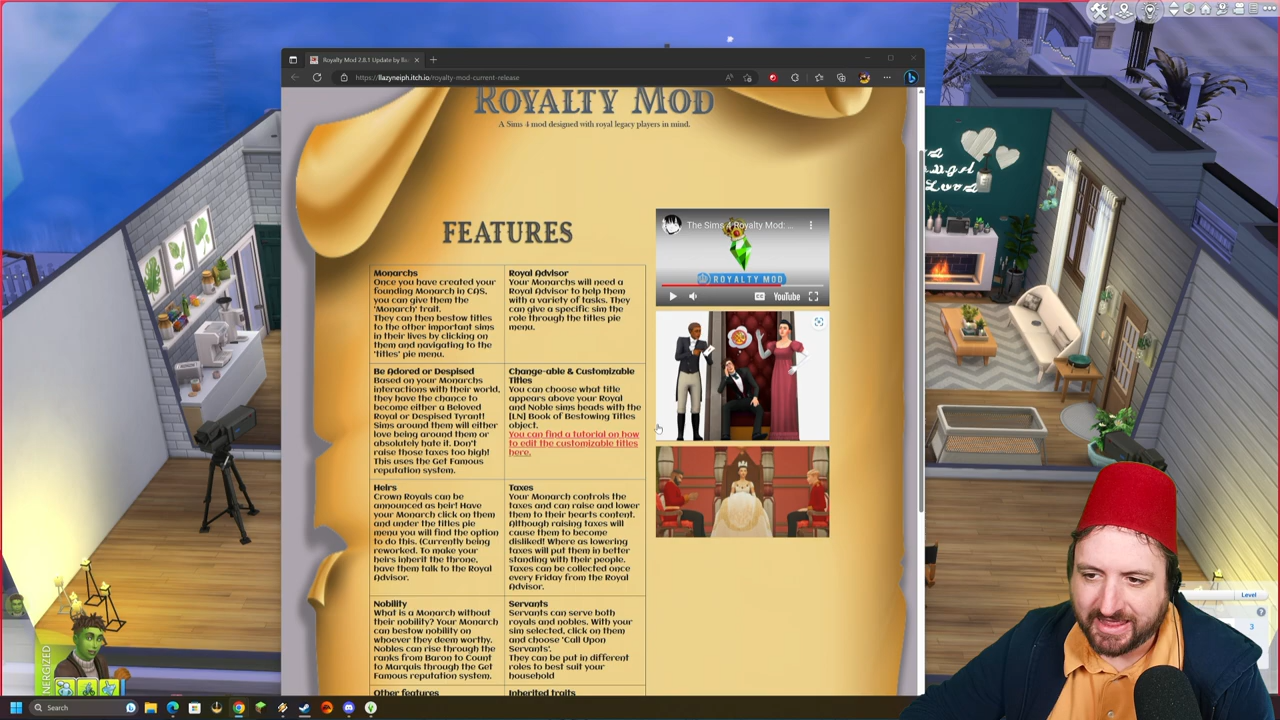 Royalty Mod 2.8.1 Update by
https://llazyneiph.itch.io/royalty-mod-current-release
ROYALTY MOD
A Sims 4 mod designed with royal legacy players in mind.
FEATURES
Monarchs
Once you have created your
founding Monarch in CAS,
you can give them the
'Monarch' trait.
They can then bestow titles
to the other important sims
in their lives by clicking on
them and navigating to the
'titles' pie menu.
Royal Advisor
Your Monarchs will need a
Royal Advisor to help them
with a variety of tasks. They
can give a specific sim the
role through the titles pie
menu.
Be Adored or Despised
Based on your Monarchs
interactions with their world,
they have the chance to
become either a Beloved
Royal or Despised Tyrant!
Sims around them will either
love being around them or
absolutely hate it. Don't
raise those taxes too high!
This uses the Get Famous
reputation system.
Change-able & Customizable
Titles
You can choose what title
appears above your Royal
and Noble sims heads with the
[LN] Book of Bestowing Titles
object.
You can find a tutorial on how
to edit the customizable titles
here.
Heirs
Crown Royals can be
announced as heir! Have
your Monarch click on them
and under the titles pie
menu you will find the option
to do this. (Currently being
reworked. To make your
heirs inherit the throne,
have them talk to the Royal
Advisor.
Taxes
Your Monarch controls the
taxes and can raise and lower
them to their hearts content.
Although raising taxes will
cause them to become
disliked! Where as lowering
taxes will put them in better
standing with their people.
Taxes can be collected once
every Friday from the Royal
Advisor.
Nobility
What is a Monarch without
their nobility? Your Monarch
can bestow nobility on
whoever they deem worthy.
Nobles can rise through the
ranks from Baron to Count
to Marquis through the Get
Famous reputation system.
Servants
Servants can serve both
royals and nobles. With your
sim selected, click on them
and choose 'Call Upon
Servants'.
They can be put in different
roles to best suit your
household
Other features
Inherited traits
The Sims 4 Royalty Mod: ...
ROYALTY MOD
CC
YouTube
Level
3
NERGIZED
Search